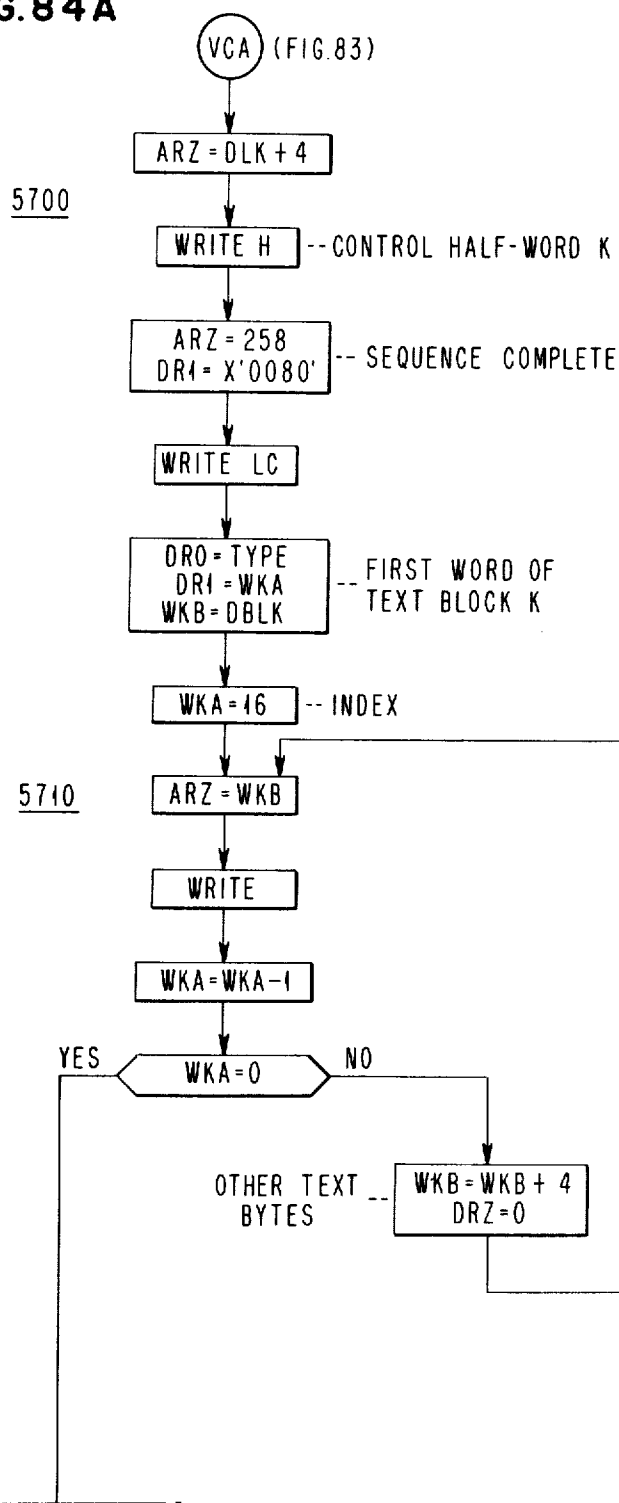 G. 84A
VCA (FIG. 83)
ARZ = DLK + 4
5700
WRITE H -- CONTROL HALF-WORD K
ARZ = 258
DR1 = X'0080' -- SEQUENCE COMPLETE
WRITE LC
DR0 = TYPE
DR1 = WKA -- FIRST WORD OF
WKB = DBLK TEXT BLOCK K
WKA = 16 -- INDEX
5710 ARZ = WKB
WRITE
WKA = WKA-1
YES WKA = 0 NO
OTHER TEXT -- WKB = WKB + 4
BYTES DRZ = 0